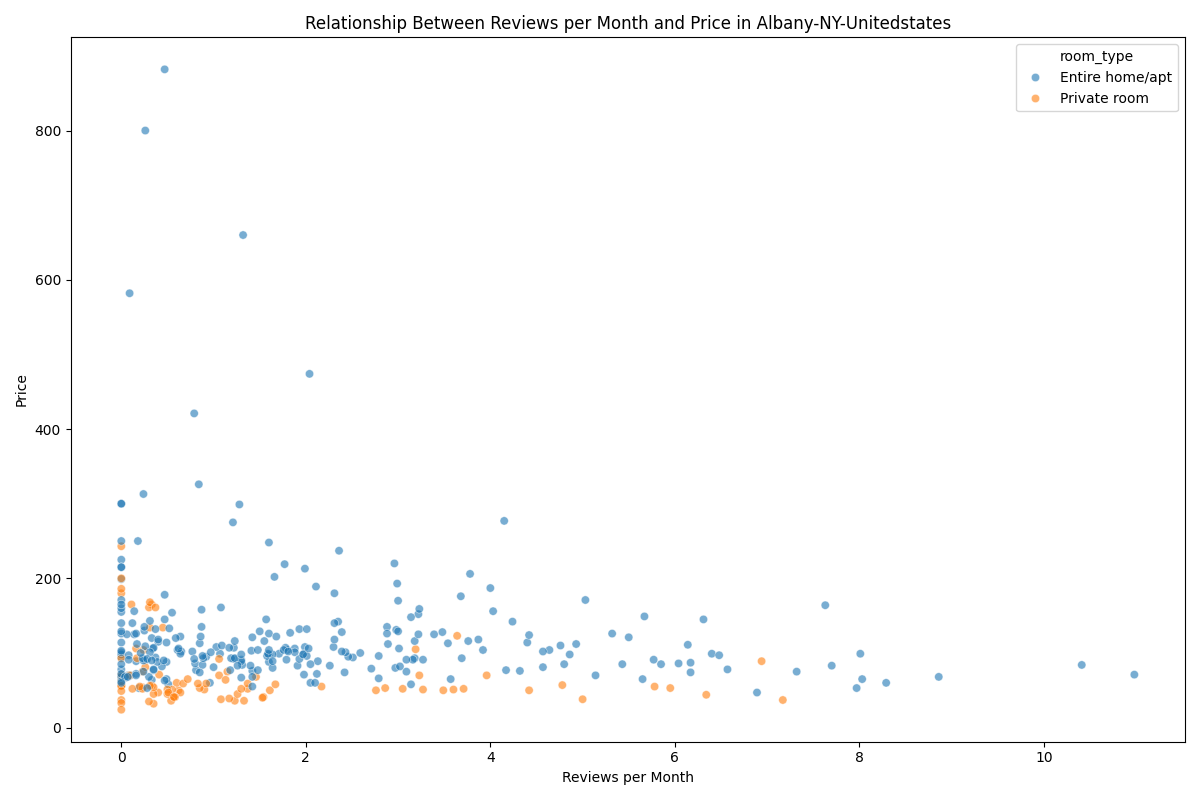 Relationship Between Reviews per Month and Price in Albany-NY-Unitedstates
room_type
Entire home/apt
Private room
800
600
400
200
0
Price
0 2 4 6 8 10
Reviews per Month